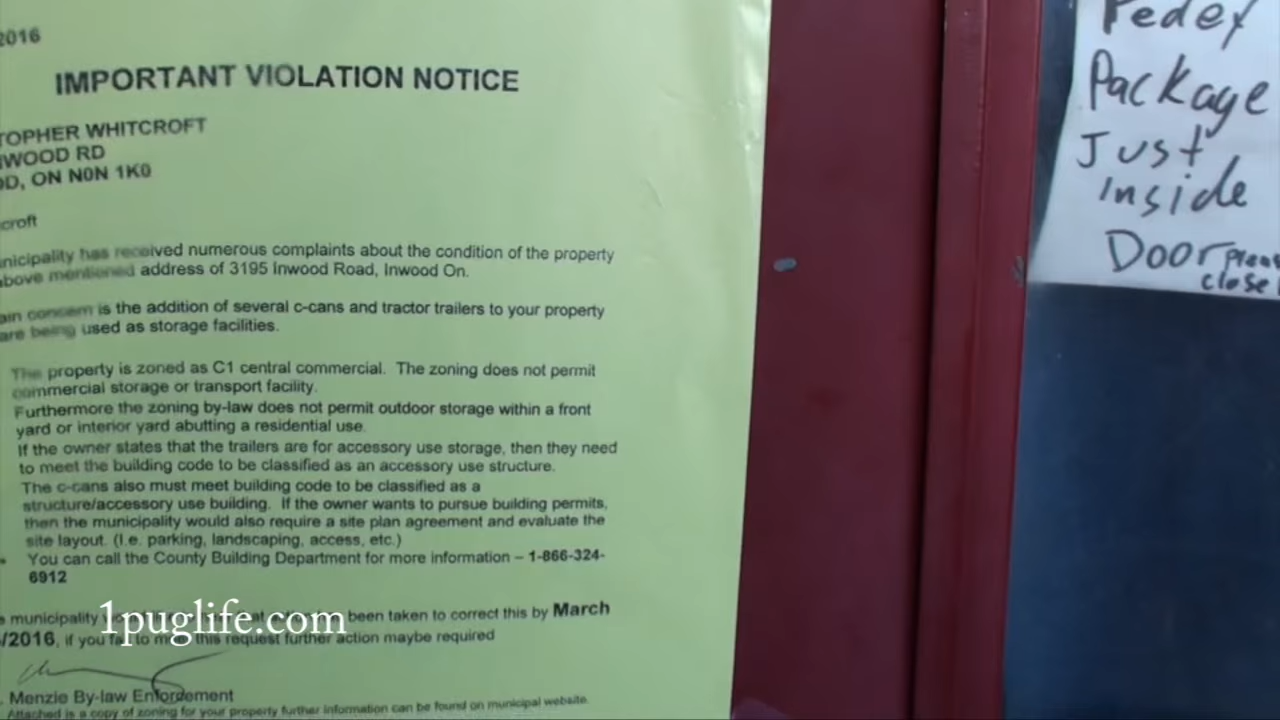 2016
IMPORTANT VIOLATION NOTICE
TOPHER WHITCROFT
WOOD RD
D, ON N0N 1K0
croft
nicipality has received numerous complaints about the condition of the property
above mentioned address of 3195 Inwood Road, Inwood On.
ain concern is the addition of several c-cans and tractor trailers to your property
are being used as storage facilities.
The property is zoned as C1 central commercial. The zoning does not permit
commercial storage or transport facility.
Furthermore the zoning by-law does not permit outdoor storage within a front
yard or interior yard abutting a residential use.
If the owner states that the trailers are for accessory use storage, then they need
to meet the building code to be classified as an accessory use structure.
The c-cans also must meet building code to be classified as a
structure/accessory use building. If the owner wants to pursue building permits,
then the municipality would also require a site plan agreement and evaluate the
site layout. (I.e. parking, landscaping, access, etc.)
• You can call the County Building Department for more information – 1-866-324-
6912
e municipality been taken to correct this by March
/2016, if you fail to meet this request further action maybe required
. Menzie By-law Enforcement
Attached is a copy of zoning for your property further information can be found on municipal website.
1puglife.com
Fedex
Package
Just
Inside
Door
close